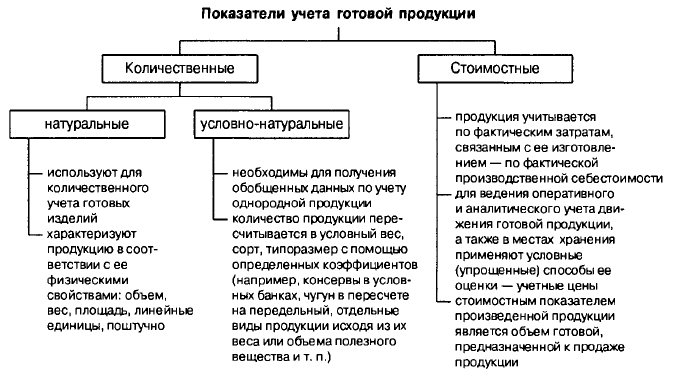 Показатели учета готовой продукции
Количественные
Стоимостные
натуральные
условно-натуральные
используют для
количественного
учета готовых
изделий
характеризуют
продукцию в соот-
ветствии с ее
физическими
свойствами: объем,
вес, площадь, линейные
единицы, поштучно
необходимы для получения
обобщенных данных по учету
однородной продукции
количество продукции пере-
считывается в условный вес,
сорт, типоразмер с помощью
определенных коэффициентов
(например, консервы в услов-
ных банках, чугун в пересчете
на передельный, отдельные
виды продукции исходя из их
веса или объема полезного
вещества и т. п.)
продукция учитывается
по фактическим затратам,
связанным с ее изготовле-
нием — по фактической
производственной себестоимости
для ведения оперативного
и аналитического учета дви-
жения готовой продукции,
а также в местах хранения
применяют условные
(упрощенные) способы ее
оценки — учетные цены
стоимостным показателем
произведенной продукции
является объем готовой,
предназначенной к продаже
продукции